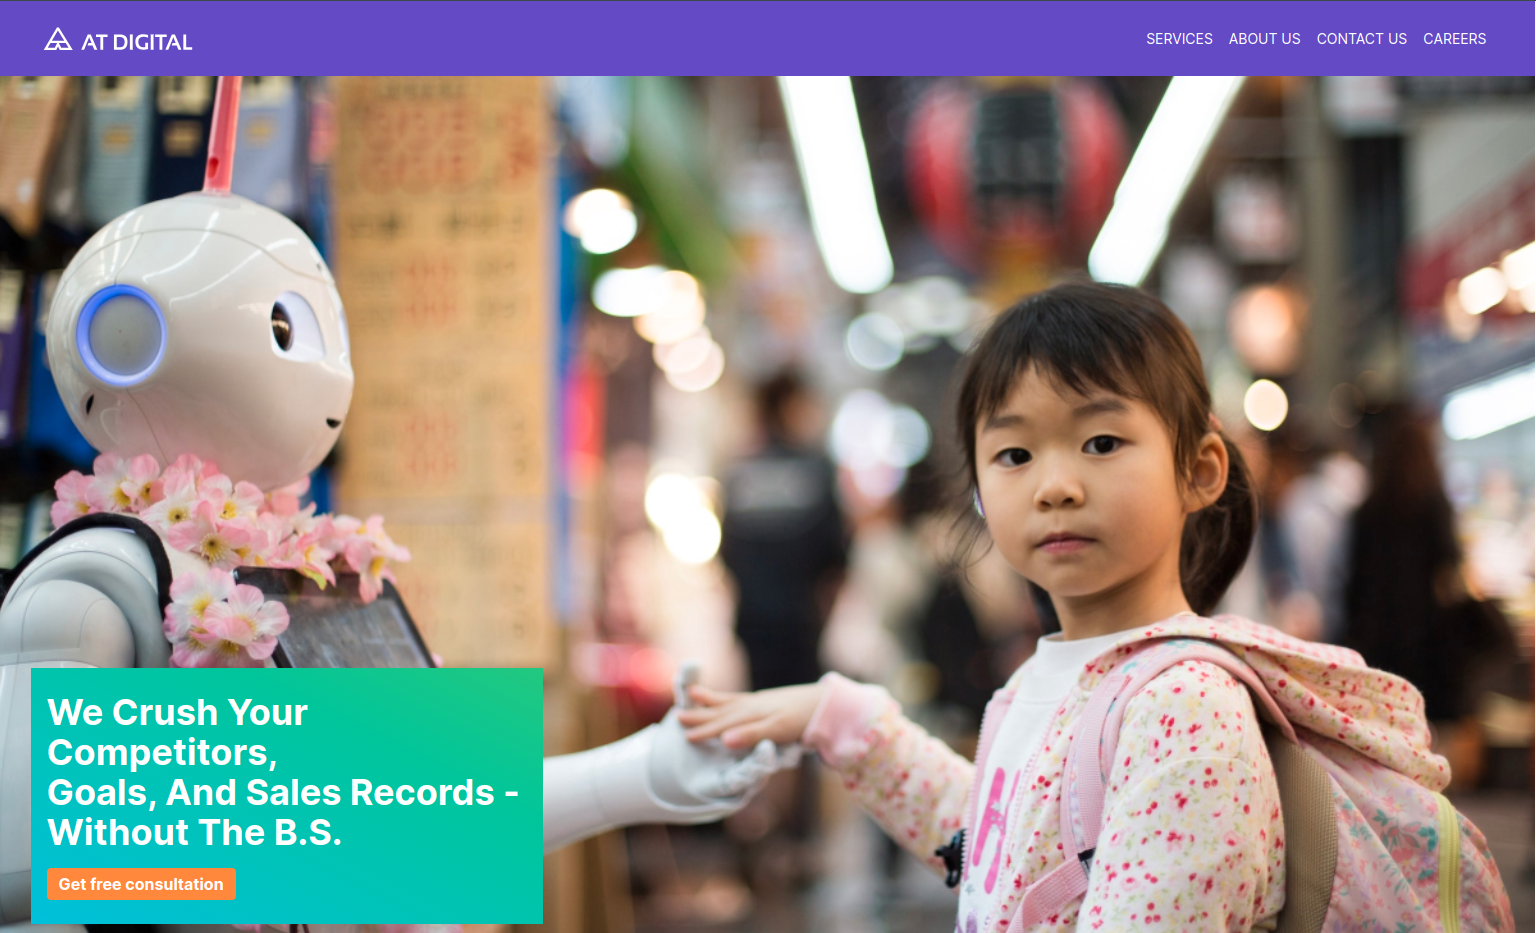 AT DIGITAL
SERVICES ABOUT US CONTACT US CAREERS
We Crush Your
Competitors,
Goals, And Sales Records -
Without The B.S.
Get free consultation